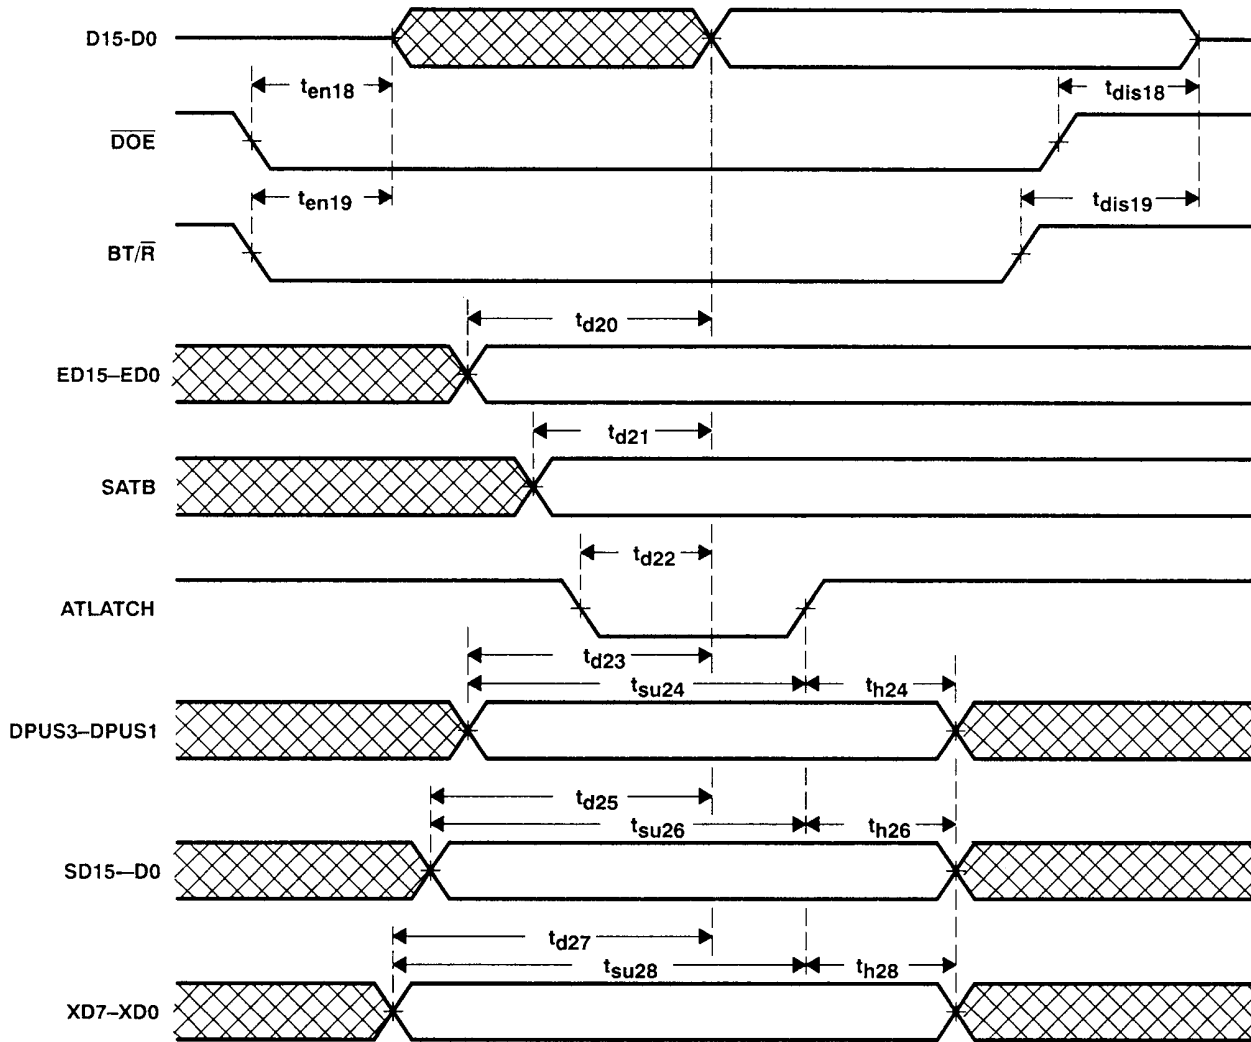 D15-D0
ten18
tdis18
D̅O̅E̅
ten19
tdis19
BT/R̅
td20
ED15–ED0
td21
SATB
td22
ATLATCH
td23
tsu24
th24
DPUS3–DPUS1
td25
tsu26
th26
SD15–D0
td27
tsu28
th28
XD7–XD0